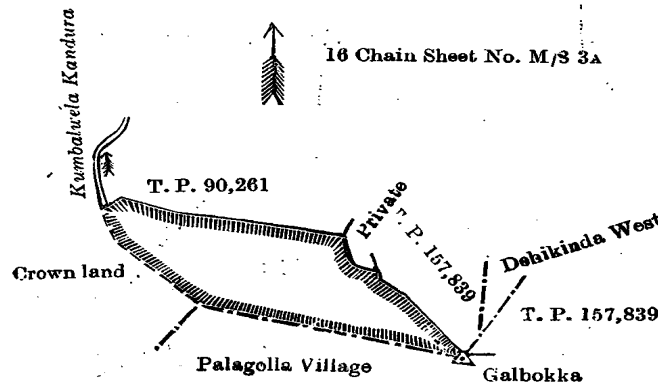 16 Chain Sheet No. M/S 3A
Kumbalwela Kandura
T. P. 90,261
Private
T. P. 157,839
Dehikinda West
Crown land
T. P. 157,839
Palagolla Village
Galbokka